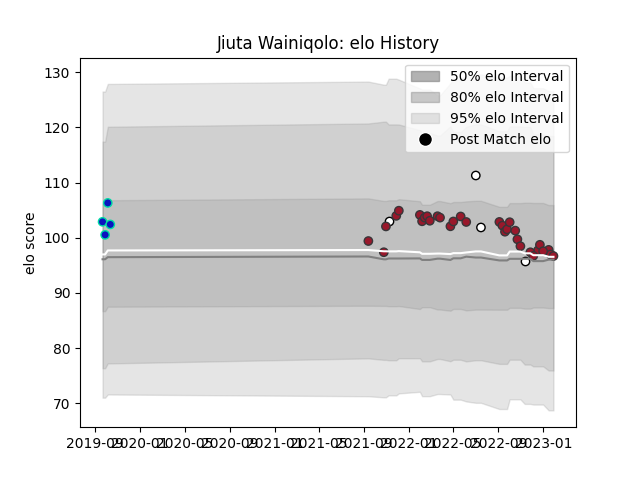 Jiuta Wainiqolo: elo History
50% elo Interval
80% elo Interval
95% elo Interval
Post Match elo
elo score
130
120
110
100
90
80
70
2019-09 2020-01 2020-05 2020-09 2021-01 2021-05 2021-09 2022-01 2022-05 2022-09 2023-01